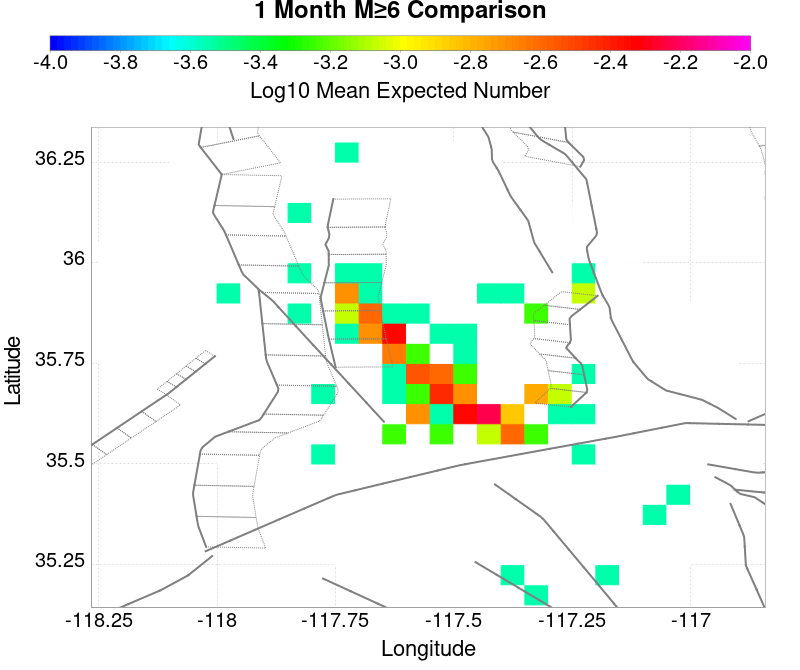 1 Month M≥6 Comparison
-4.0 -3.8 -3.6 -3.4 -3.2 -3.0 -2.8 -2.6 -2.4 -2.2 -2.0
Log10 Mean Expected Number
36.25
36
35.75
35.5
35.25
Latitude
-118.25 -118 -117.75 -117.5 -117.25 -117
Longitude